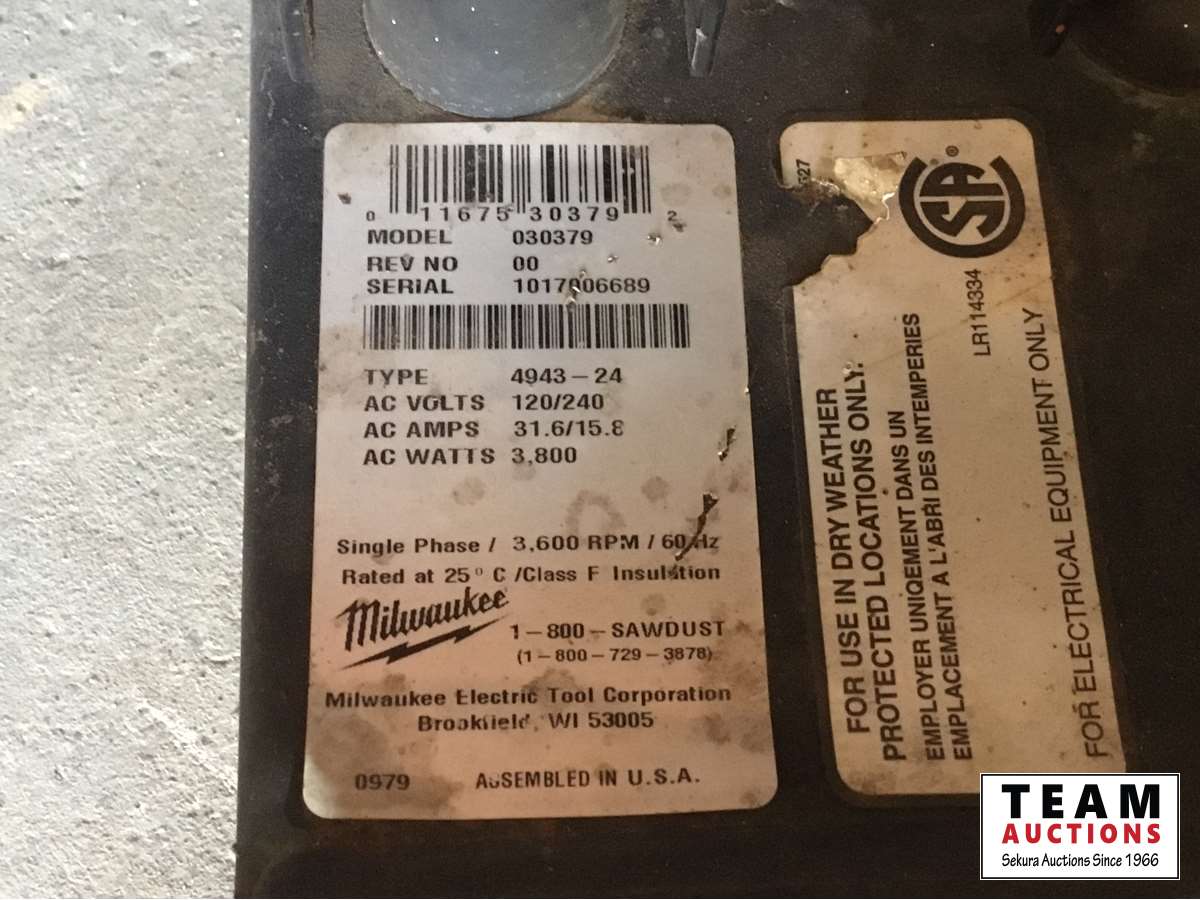 0 11675 30379 2
MODEL 030379
REV NO 00
SERIAL 1017006689
TYPE 4943-24
AC VOLTS 120/240
AC AMPS 31.6/15.8
AC WATTS 3,800
Single Phase / 3,600 RPM / 60 Hz
Rated at 25° C /Class F Insulation
Milwaukee
1-800-SAWDUST
(1-800-729-3878)
Milwaukee Electric Tool Corporation
Brookfield, WI 53005
0979 ASSEMBLED IN U.S.A.
SA ®
LR114334
FOR USE IN DRY WEATHER
PROTECTED LOCATIONS ONLY.
EMPLOYER UNIQEMENT DANS UN
EMPLACEMENT A L'ABRI DES INTEMPERIES
FOR ELECTRICAL EQUIPMENT ONLY
TEAM
AUCTIONS
Sekura Auctions Since 1966